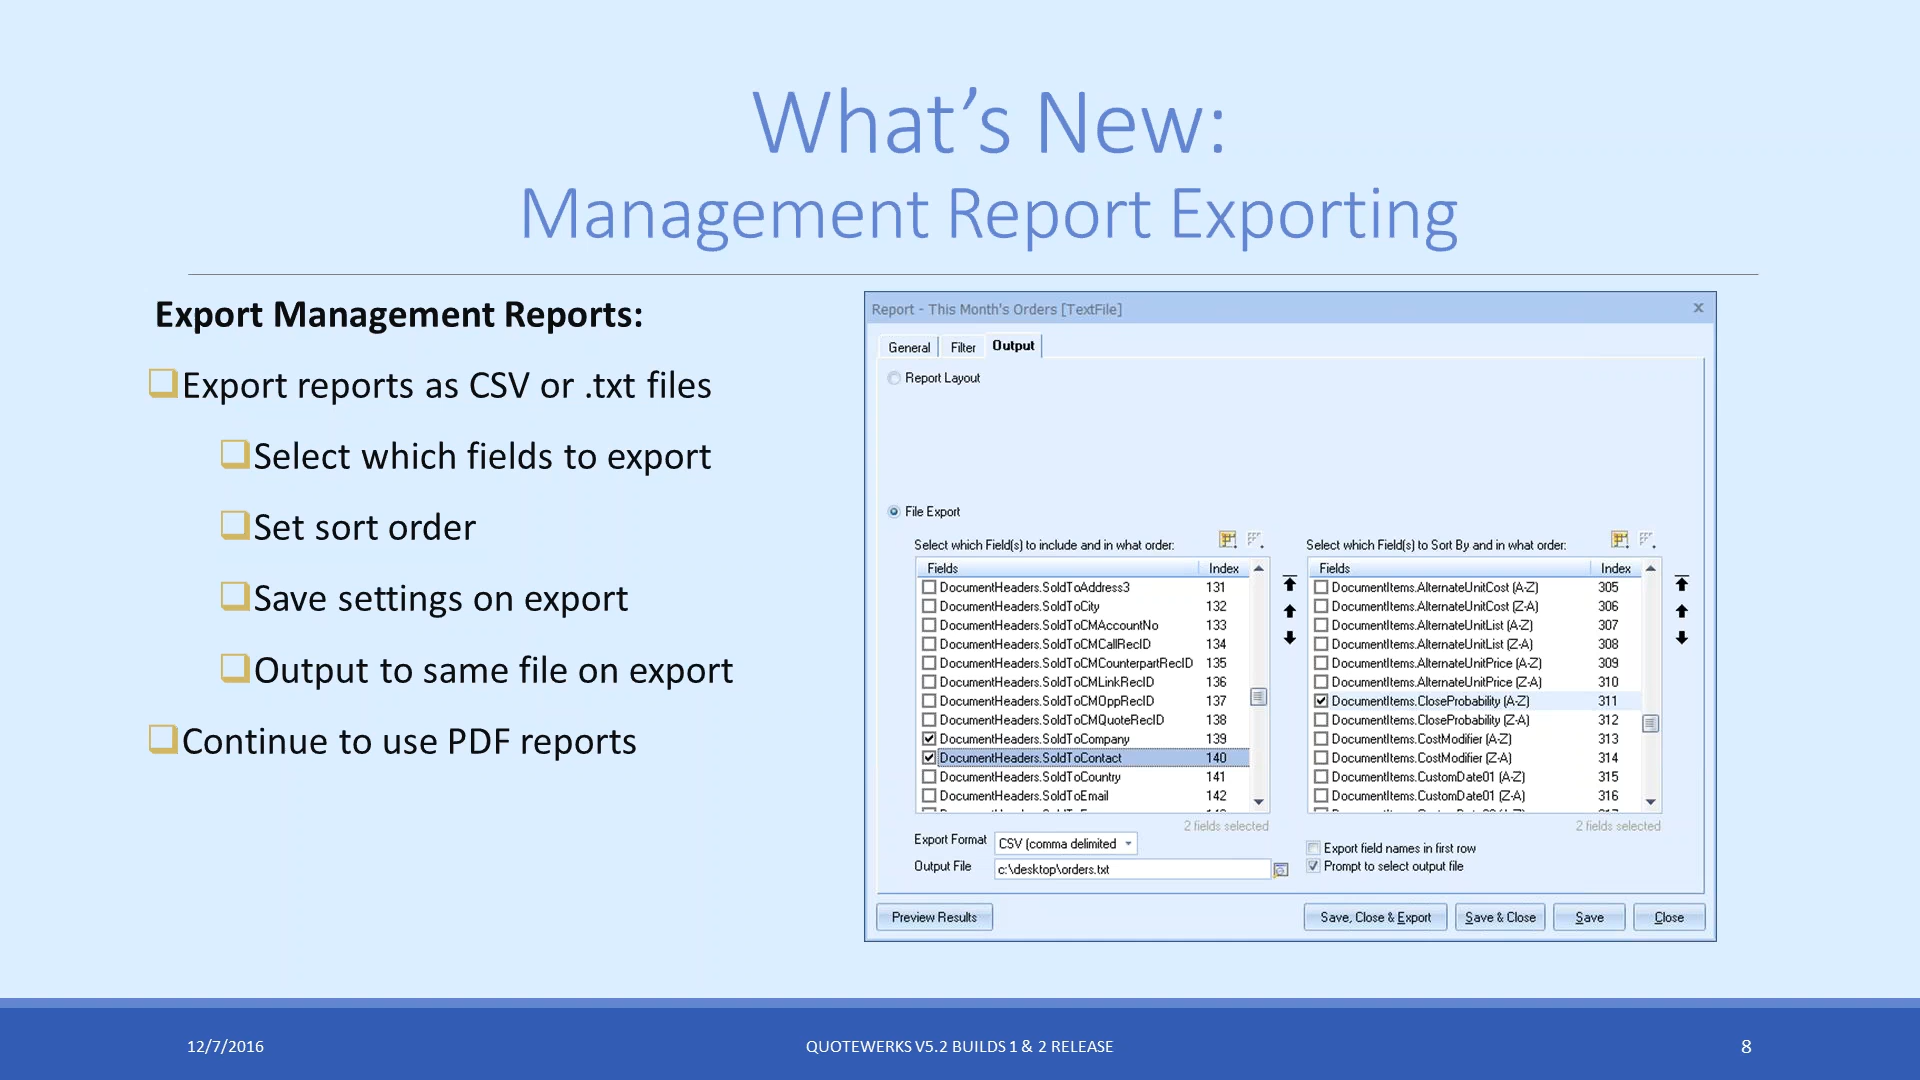 What’s New:
Management Report Exporting
Export Management Reports:
Export reports as CSV or .txt files
Select which fields to export
Set sort order
Save settings on export
Output to same file on export
Continue to use PDF reports
Report - This Month's Orders [TextFile]
x
General Filter Output
Report Layout
File Export
Select which Field(s) to include and in what order:
Fields Index
DocumentHeaders.SoldToAddress3 131
DocumentHeaders.SoldToCity 132
DocumentHeaders.SoldToCMAccountNo 133
DocumentHeaders.SoldToCMCallRecID 134
DocumentHeaders.SoldToCMCounterpartRecID 135
DocumentHeaders.SoldToCMLinkRecID 136
DocumentHeaders.SoldToCMOppRecID 137
DocumentHeaders.SoldToCMQuoteRecID 138
DocumentHeaders.SoldToCompany 139
DocumentHeaders.SoldToContact 140
DocumentHeaders.SoldToCountry 141
DocumentHeaders.SoldToEmail 142
2 fields selected
Select which Field(s) to Sort By and in what order:
Fields Index
DocumentItems.AlternateUnitCost (A-Z) 305
DocumentItems.AlternateUnitCost (Z-A) 306
DocumentItems.AlternateUnitList (A-Z) 307
DocumentItems.AlternateUnitList (Z-A) 308
DocumentItems.AlternateUnitPrice (A-Z) 309
DocumentItems.AlternateUnitPrice (Z-A) 310
DocumentItems.CloseProbability (A-Z) 311
DocumentItems.CloseProbability (Z-A) 312
DocumentItems.CostModifier (A-Z) 313
DocumentItems.CostModifier (Z-A) 314
DocumentItems.CustomDate01 (A-Z) 315
DocumentItems.CustomDate01 (Z-A) 316
2 fields selected
Export Format CSV (comma delimited
Output File c:\desktop\orders.txt
Export field names in first row
Prompt to select output file
Preview Results Save, Close & Export Save & Close Save Close
12/7/2016 QUOTEWERKS V5.2 BUILDS 1 & 2 RELEASE 8